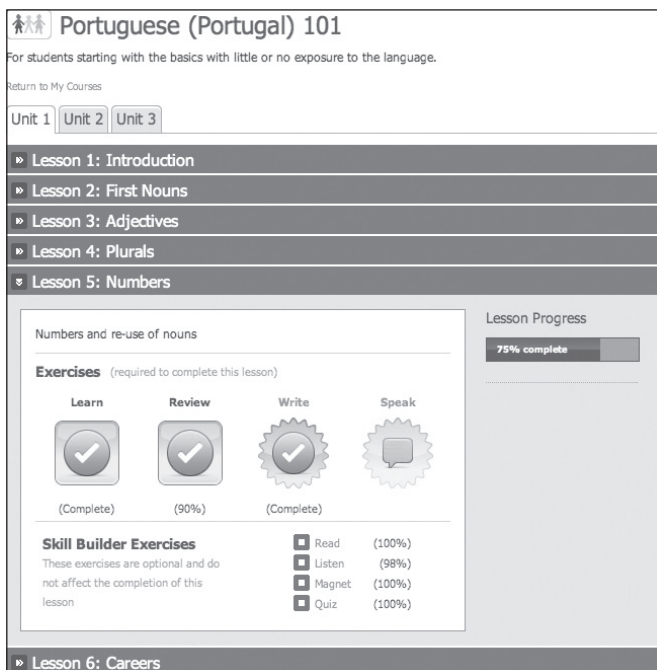 Portuguese (Portugal) 101
For students starting with the basics with little or no exposure to the language.
Return to My Courses
Unit 1 Unit 2 Unit 3
Lesson 1: Introduction
Lesson 2: First Nouns
Lesson 3: Adjectives
Lesson 4: Plurals
Lesson 5: Numbers
Numbers and re-use of nouns
Exercises (required to complete this lesson)
Learn Review Write Speak
(Complete) (90%) (Complete)
Skill Builder Exercises
These exercises are optional and do
not affect the completion of this
lesson
Read (100%)
Listen (98%)
Magnet (100%)
Quiz (100%)
Lesson Progress
75% complete
Lesson 6: Careers